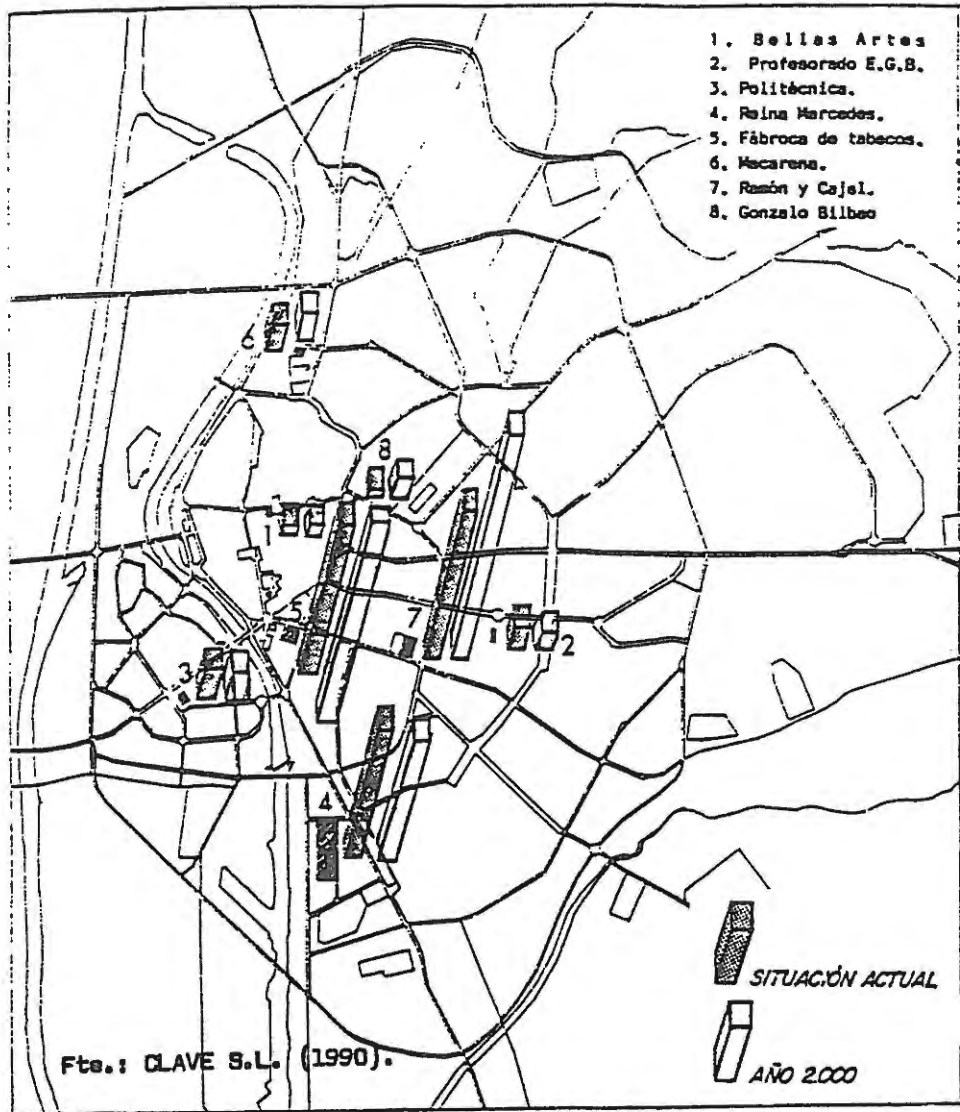 1. Bellas Artes
2. Profesorado E.G.B.
3. Politécnica.
4. Reina Mercedes.
5. Fábroca de tabacos.
6. Macarena.
7. Ramón y Cajal.
8. Gonzalo Bilbao
6
8
1
5
7
2
3
4
SITUACIÓN ACTUAL
AÑO 2.000
Fte.: CLAVE S.L. (1990).